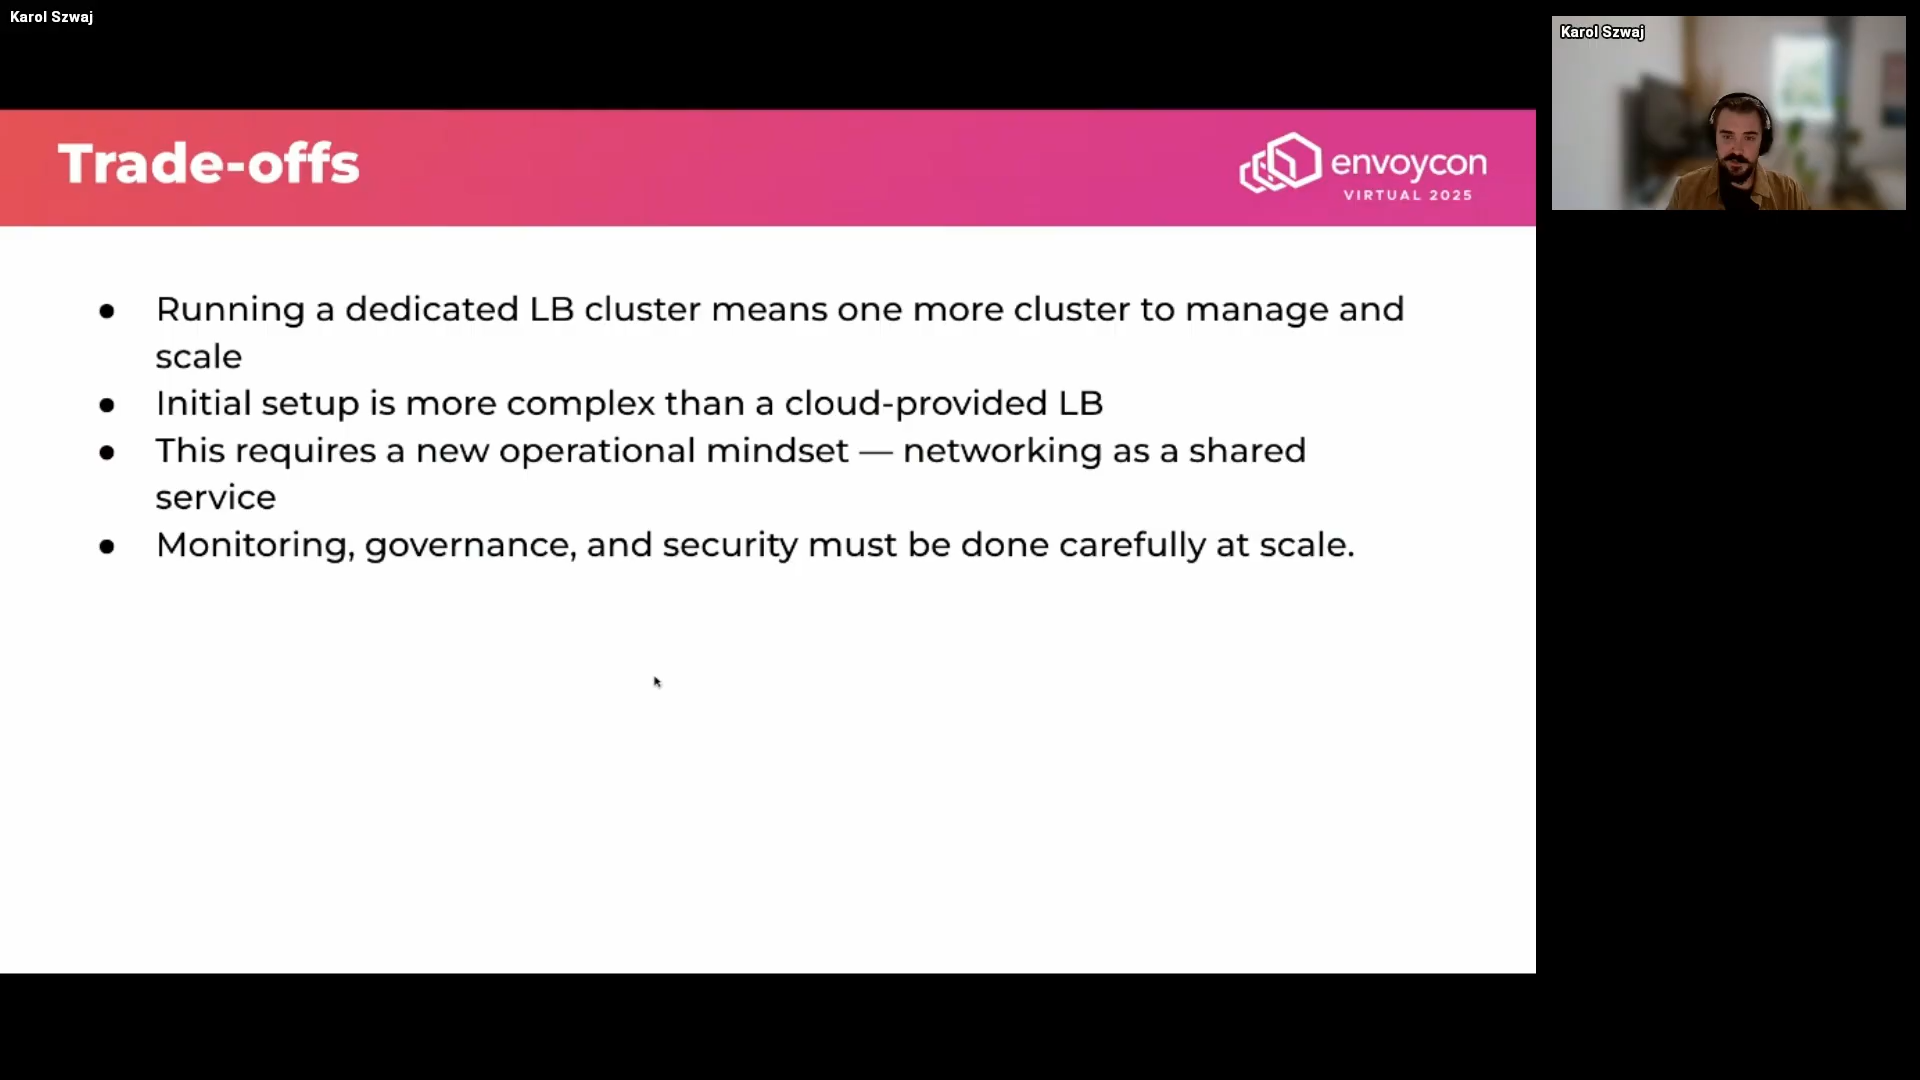 Karol Szwaj
Karol Szwaj
Trade-offs
envoycon
VIRTUAL 2025
● Running a dedicated LB cluster means one more cluster to manage and
scale
● Initial setup is more complex than a cloud-provided LB
● This requires a new operational mindset — networking as a shared
service
● Monitoring, governance, and security must be done carefully at scale.